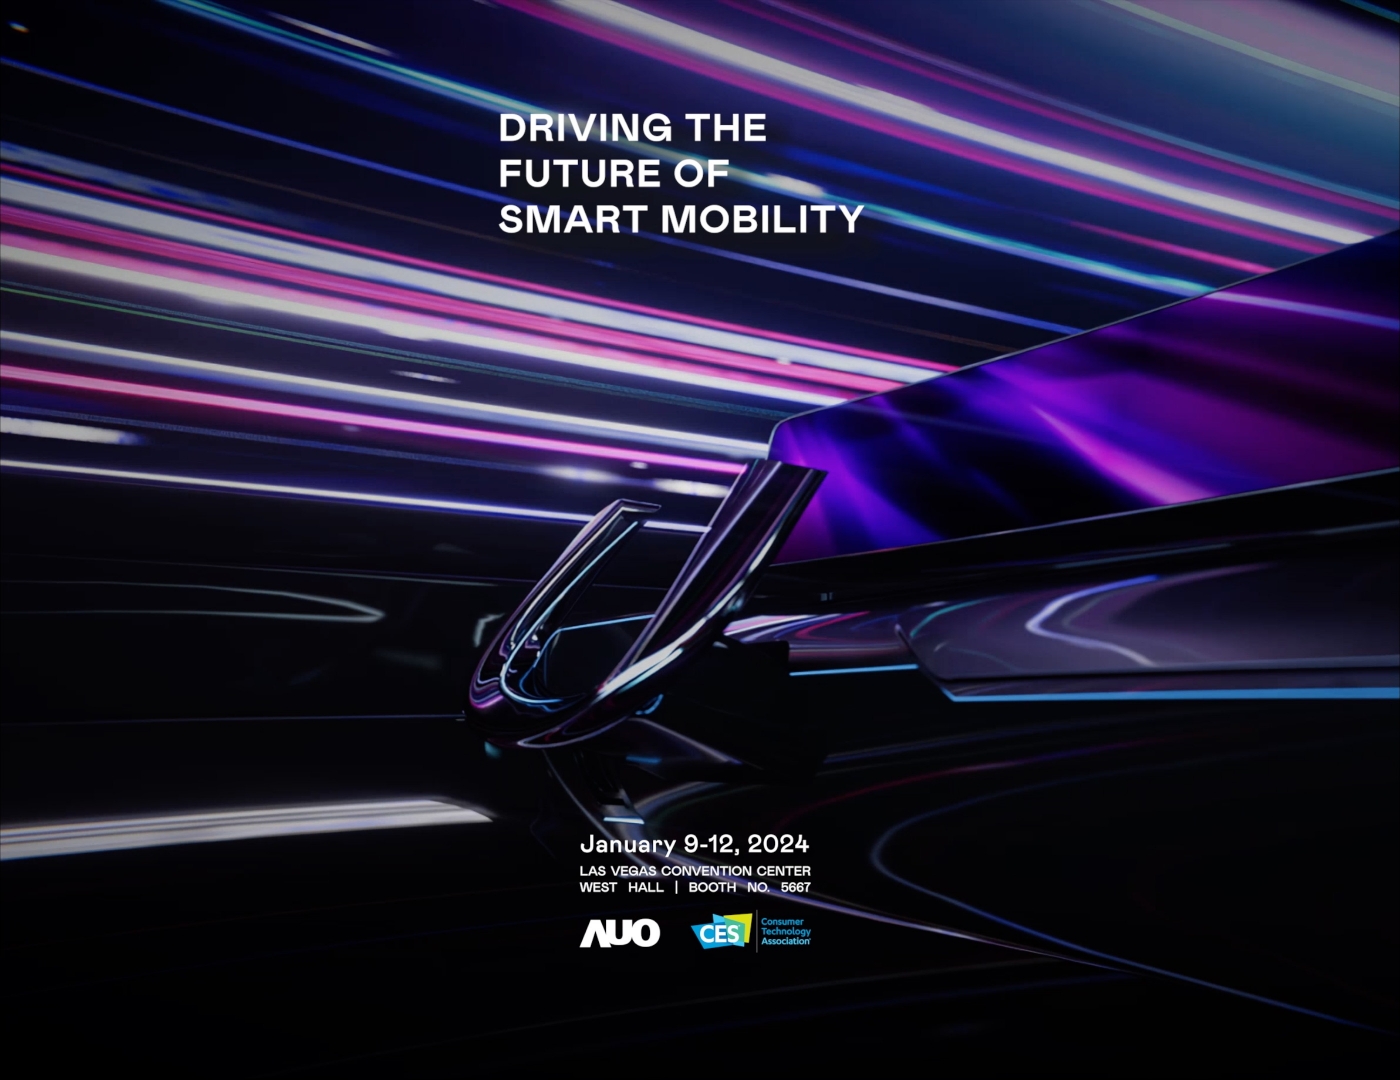 DRIVING THE
FUTURE OF
SMART MOBILITY
January 9-12, 2024
LAS VEGAS CONVENTION CENTER
WEST HALL | BOOTH NO. 5667
AUO
CES
Consumer
Technology
Association